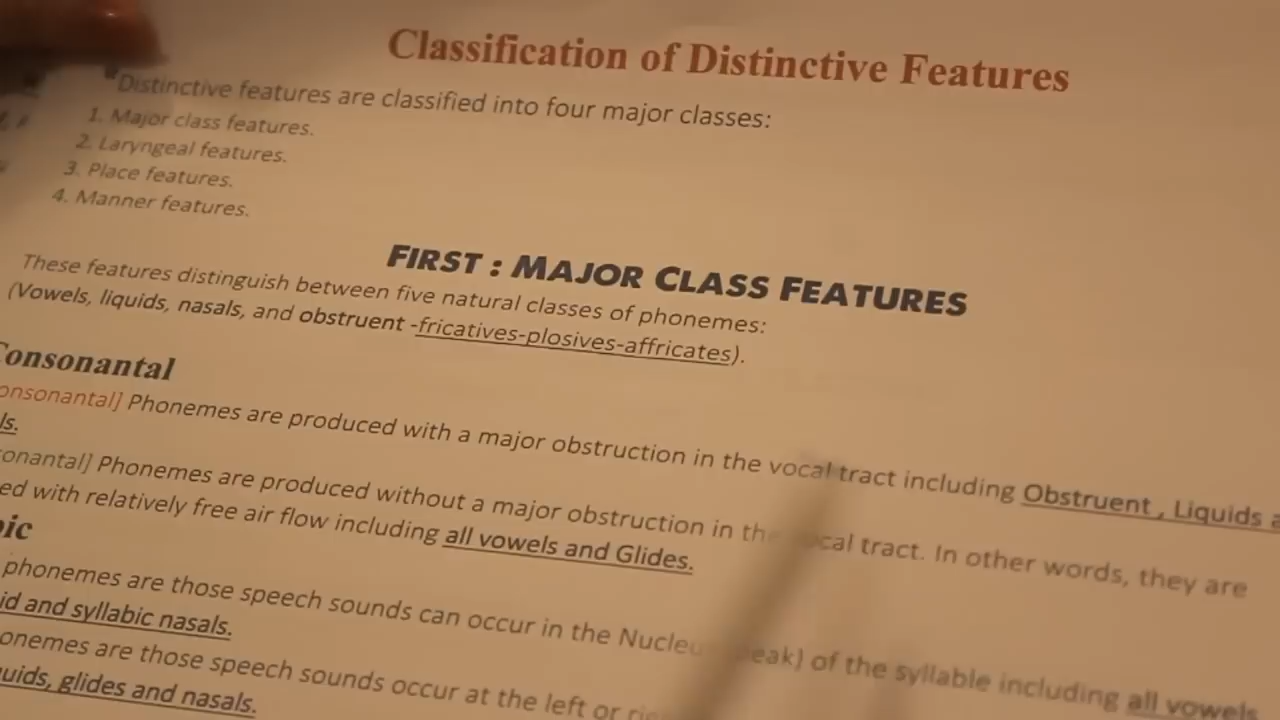 Classification of Distinctive Features
"Distinctive features are classified into four major classes:
1. Major class features.
2. Laryngeal features.
3. Place features.
4. Manner features.
FIRST : MAJOR CLASS FEATURES
These features distinguish between five natural classes of phonemes:
(Vowels, liquids, nasals, and obstruent -fricatives-plosives-affricates).
Consonantal
onsonantal] Phonemes are produced with a major obstruction in the vocal tract including Obstruent , Liquids a
ls.
onantal] Phonemes are produced without a major obstruction in the vocal tract. In other words, they are
ed with relatively free air flow including all vowels and Glides.
bic
phonemes are those speech sounds can occur in the Nucleu eak) of the syllable including all vowels
id and syllabic nasals.
onemes are those speech sounds occur at the left or
uids, glides and nasals.